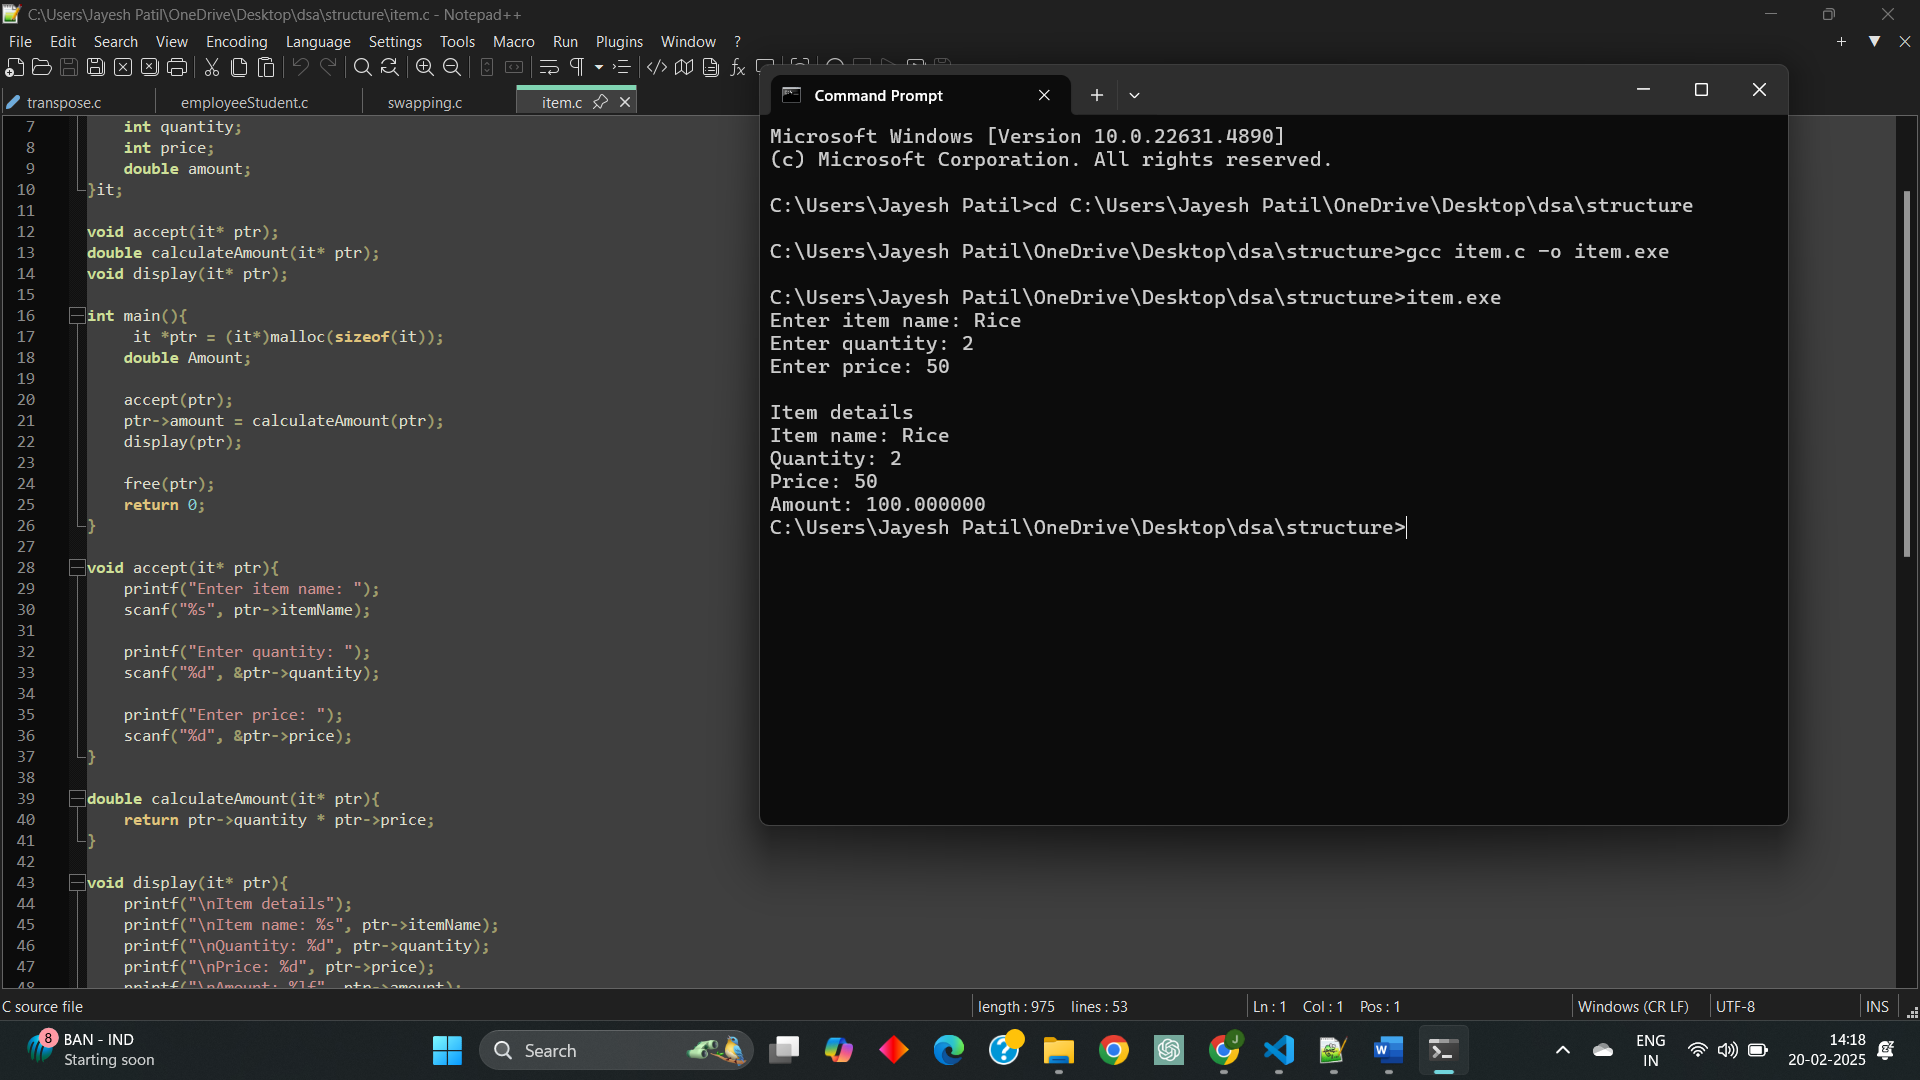 C:\Users\Jayesh Patil\OneDrive\Desktop\dsa\structure\item.c - Notepad++
File Edit Search View Encoding Language Settings Tools Macro Run Plugins Window ?
transpose.c employeeStudent.c swapping.c item.c
7 int quantity;
8 int price;
9 double amount;
10 }it;
11
12 void accept(it* ptr);
13 double calculateAmount(it* ptr);
14 void display(it* ptr);
15
16 int main(){
17 it *ptr = (it*)malloc(sizeof(it));
18 double Amount;
19
20 accept(ptr);
21 ptr->amount = calculateAmount(ptr);
22 display(ptr);
23
24 free(ptr);
25 return 0;
26 }
27
28 void accept(it* ptr){
29 printf("Enter item name: ");
30 scanf("%s", ptr->itemName);
31
32 printf("Enter quantity: ");
33 scanf("%d", &ptr->quantity);
34
35 printf("Enter price: ");
36 scanf("%d", &ptr->price);
37 }
38
39 double calculateAmount(it* ptr){
40 return ptr->quantity * ptr->price;
41 }
42
43 void display(it* ptr){
44 printf("\nItem details");
45 printf("\nItem name: %s", ptr->itemName);
46 printf("\nQuantity: %d", ptr->quantity);
47 printf("\nPrice: %d", ptr->price);
48 printf("\nAmount: %lf", ptr->amount);
Command Prompt
Microsoft Windows [Version 10.0.22631.4890]
(c) Microsoft Corporation. All rights reserved.
C:\Users\Jayesh Patil>cd C:\Users\Jayesh Patil\OneDrive\Desktop\dsa\structure
C:\Users\Jayesh Patil\OneDrive\Desktop\dsa\structure>gcc item.c -o item.exe
C:\Users\Jayesh Patil\OneDrive\Desktop\dsa\structure>item.exe
Enter item name: Rice
Enter quantity: 2
Enter price: 50
Item details
Item name: Rice
Quantity: 2
Price: 50
Amount: 100.000000
C:\Users\Jayesh Patil\OneDrive\Desktop\dsa\structure>
C source file length : 975 lines : 53 Ln : 1 Col : 1 Pos : 1 Windows (CR LF) UTF-8 INS
8 BAN - IND
Starting soon
Search
J
ENG
IN
14:18
20-02-2025